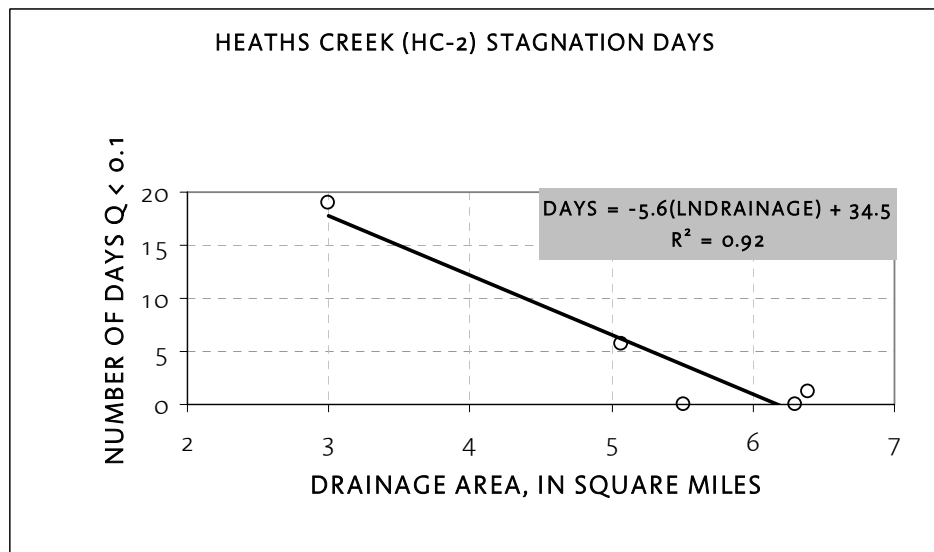 HEATHS CREEK (HC-2) STAGNATION DAYS
NUMBER OF DAYS Q < 0.1
20
15
10
5
0
DAYS = -5.6(LNDRAINAGE) + 34.5
R² = 0.92
2 3 4 5 6 7
DRAINAGE AREA, IN SQUARE MILES